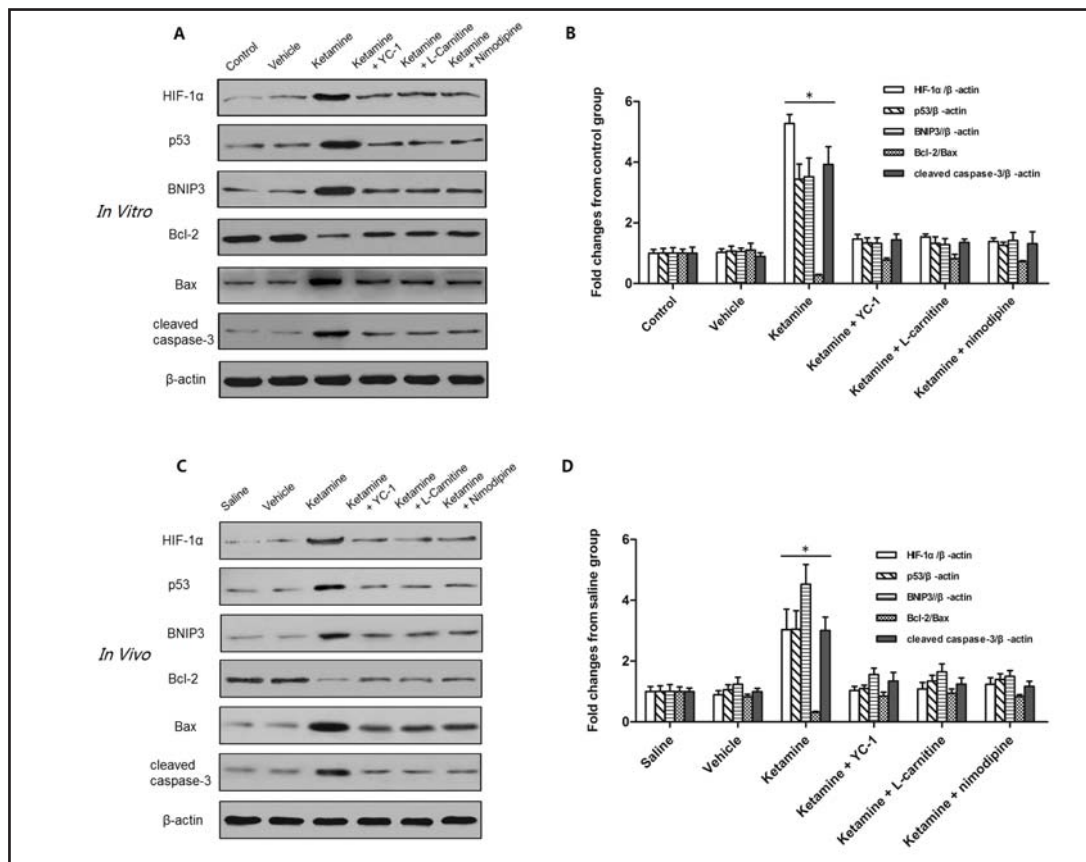 A
Control
Vehicle
Ketamine
Ketamine
+ YC-1
Ketamine
+ L-Carnitine
Ketamine
+ Nimodipine
In Vitro
HIF-1α
p53
BNIP3
Bcl-2
Bax
cleaved
caspase-3
β-actin
B
Fold changes from control group
6
4
2
0
*
HIF-1α/β -actin
p53/β -actin
BNIP3//β -actin
Bcl-2/Bax
cleaved caspase-3/β -actin
Control
Vehicle
Ketamine
Ketamine + YC-1
Ketamine + L-carnitine
Ketamine + nimodipine
C
Saline
Vehicle
Ketamine
Ketamine
+ YC-1
Ketamine
+ L-Carnitine
Ketamine
+ Nimodipine
In Vivo
HIF-1α
p53
BNIP3
Bcl-2
Bax
cleaved
caspase-3
β-actin
D
Fold changes from saline group
6
4
2
0
*
HIF-1α/β -actin
p53/β -actin
BNIP3//β -actin
Bcl-2/Bax
cleaved caspase-3/β -actin
Saline
Vehicle
Ketamine
Ketamine + YC-1
Ketamine + L-carnitine
Ketamine + nimodipine